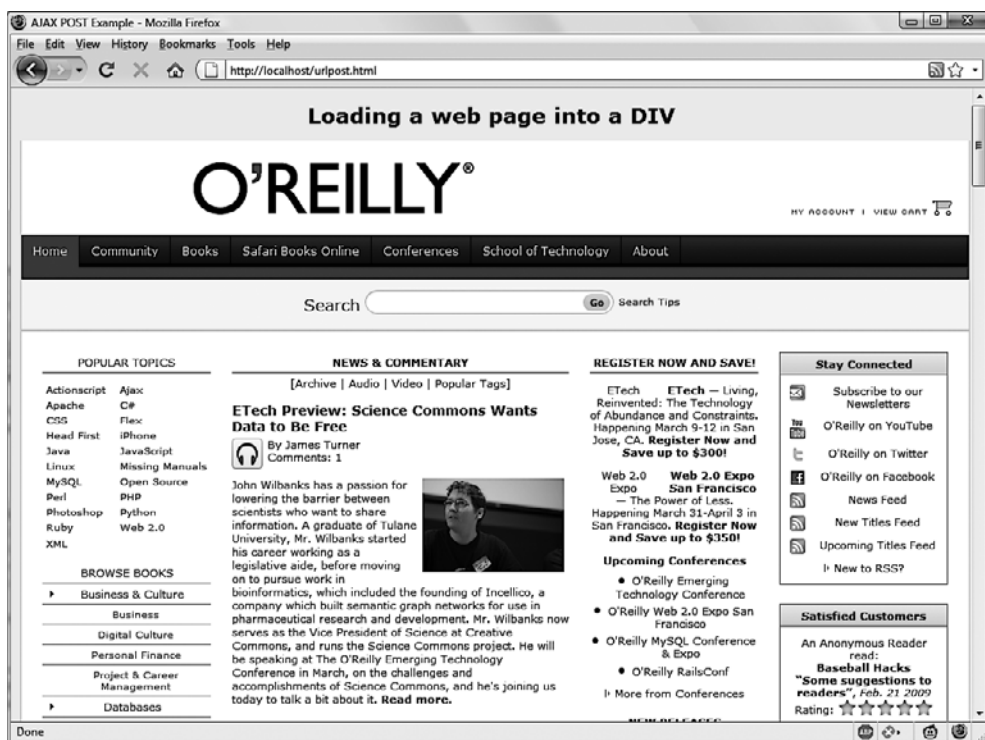 AJAX POST Example - Mozilla Firefox
File Edit View History Bookmarks Tools Help
http://localhost/urlpost.html
Loading a web page into a DIV
O'REILLY®
MY ACCOUNT | VIEW CART
Home Community Books Safari Books Online Conferences School of Technology About
Search Go Search Tips
POPULAR TOPICS
Actionscript Ajax
Apache C#
CSS Flex
Head First iPhone
Java JavaScript
Linux Missing Manuals
MySQL Open Source
Perl PHP
Photoshop Python
Ruby Web 2.0
XML
BROWSE BOOKS
Business & Culture
Business
Digital Culture
Personal Finance
Project & Career
Management
Databases
NEWS & COMMENTARY
[Archive | Audio | Video | Popular Tags]
ETech Preview: Science Commons Wants
Data to Be Free
By James Turner
Comments: 1
John Wilbanks has a passion for
lowering the barrier between
scientists who want to share
information. A graduate of Tulane
University, Mr. Wilbanks started
his career working as a
legislative aide, before moving
on to pursue work in
bioinformatics, which included the founding of Incellico, a
company which built semantic graph networks for use in
pharmaceutical research and development. Mr. Wilbanks now
serves as the Vice President of Science at Creative
Commons, and runs the Science Commons project. He will
be speaking at The O'Reilly Emerging Technology
Conference in March, on the challenges and
accomplishments of Science Commons, and he's joining us
today to talk a bit about it. Read more.
REGISTER NOW AND SAVE!
ETech ETech — Living,
Reinvented: The Technology
of Abundance and Constraints.
Happening March 9-12 in San
Jose, CA. Register Now and
Save up to $300!
Web 2.0 Web 2.0 Expo
Expo San Francisco
— The Power of Less.
Happening March 31-April 3 in
San Francisco. Register Now
and Save up to $350!
Upcoming Conferences
• O'Reilly Emerging
Technology Conference
• O'Reilly Web 2.0 Expo San
Francisco
• O'Reilly MySQL Conference
& Expo
• O'Reilly RailsConf
More from Conferences
NEW RELEASES
Stay Connected
Subscribe to our
Newsletters
You Tube O'Reilly on YouTube
t O'Reilly on Twitter
f O'Reilly on Facebook
News Feed
New Titles Feed
Upcoming Titles Feed
New to RSS?
Satisfied Customers
An Anonymous Reader
read:
Baseball Hacks
"Some suggestions to
readers", Feb. 21 2009
Rating:
Done
ABP